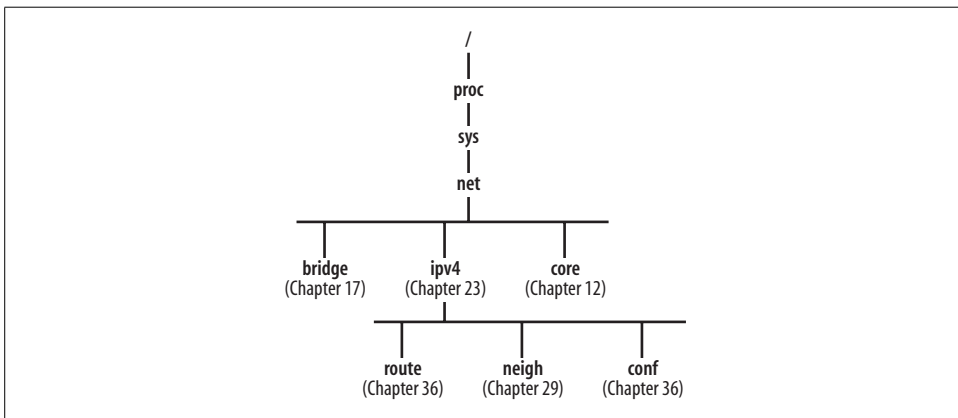 /
proc
sys
net
bridge
(Chapter 17)
ipv4
(Chapter 23)
core
(Chapter 12)
route
(Chapter 36)
neigh
(Chapter 29)
conf
(Chapter 36)